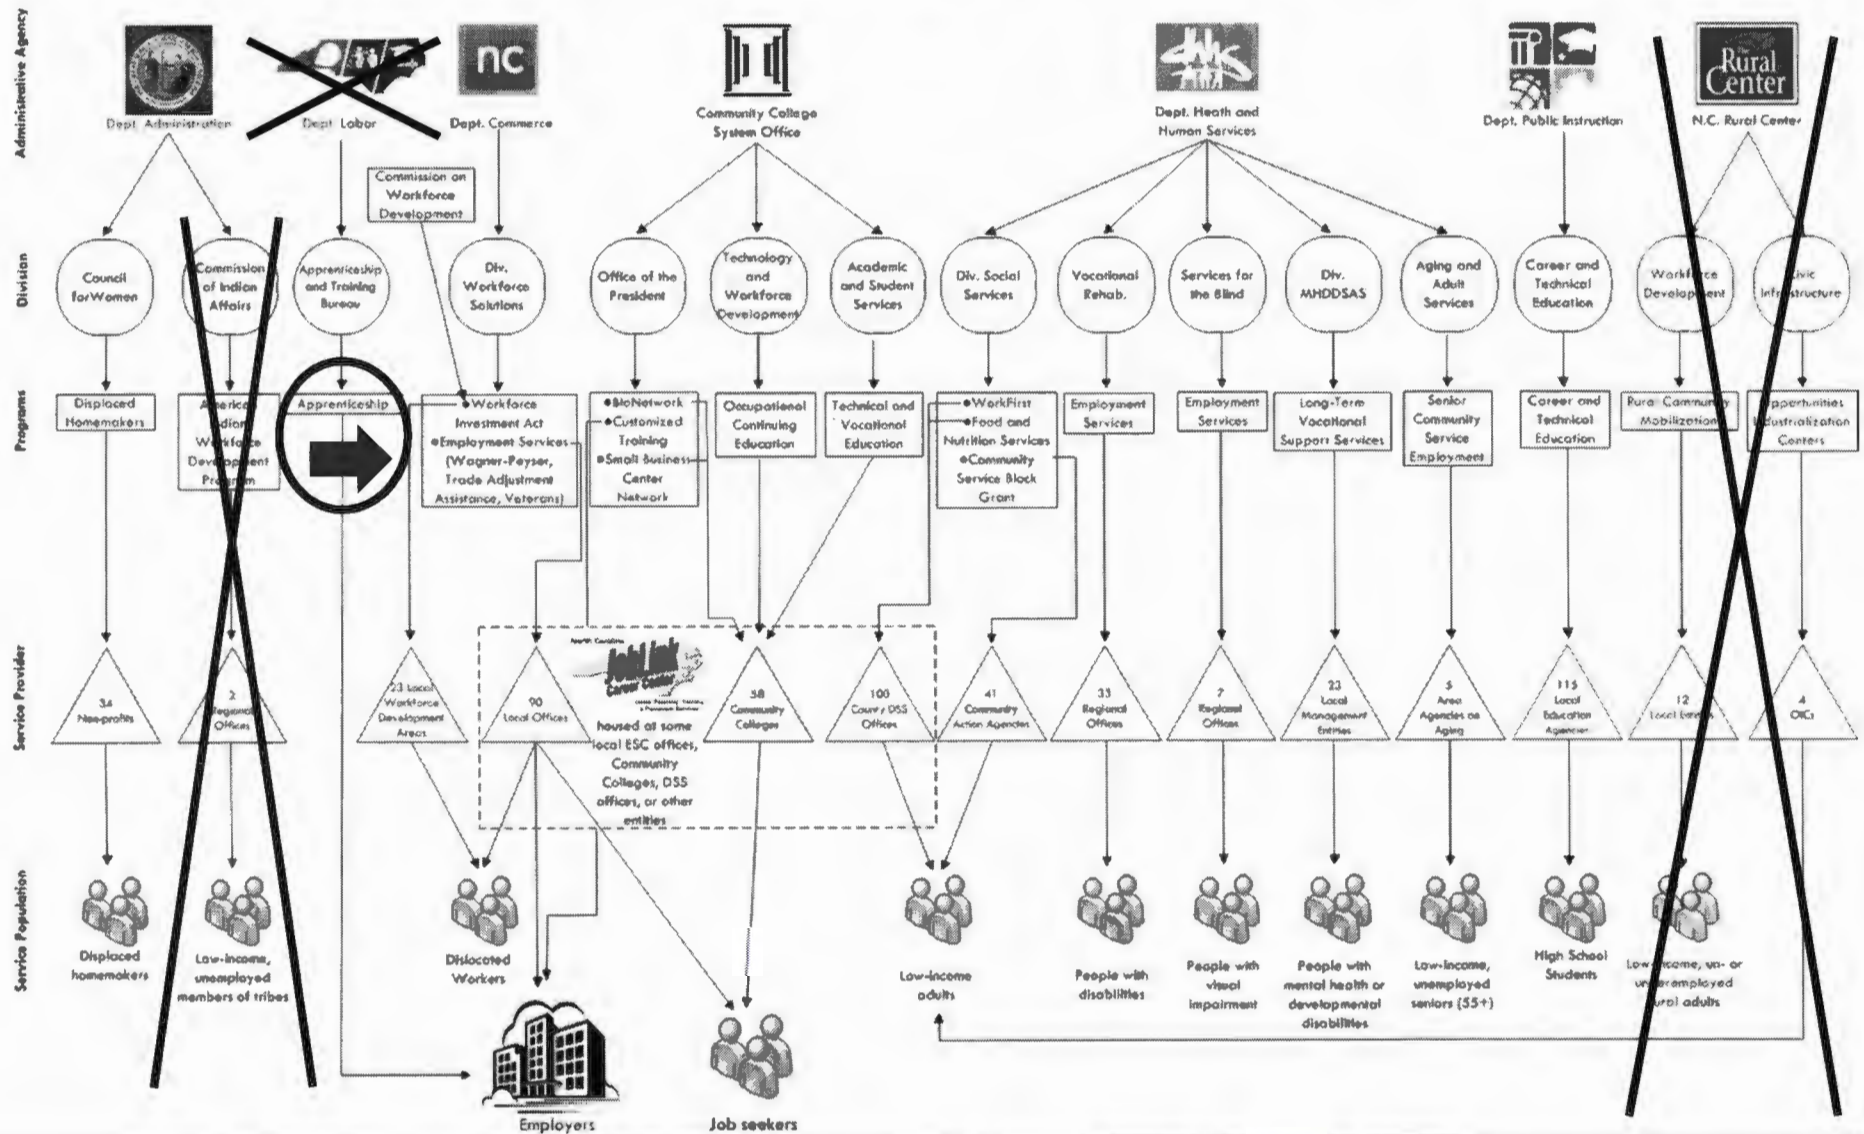 Administrative Agency
Dept. Administration
Dept. Labor
nc
Dept. Commerce
Community College
System Office
Dept. Heath and
Human Services
Dept. Public Instruction
The
Rural
Center
N.C. Rural Center
Commission on
Workforce
Development
Division
Council
for Women
Commission
of Indian
Affairs
Apprenticeship
and Training
Bureau
Div.
Workforce
Solutions
Office of the
President
Technology
and
Workforce
Development
Academic
and Student
Services
Div. Social
Services
Vocational
Rehab.
Services for
the Blind
Div.
MHDDSAS
Aging and
Adult
Services
Career and
Technical
Education
Workforce
Development
Civic
Infrastructure
Programs
Displaced
Homemakers
American
Indian
Workforce
Development
Program
Apprenticeship
●Workforce
Investment Act
●Employment Services
(Wagner-Peyser,
Trade Adjustment
Assistance, Veterans)
●BioNetwork
●Customized
Training
●Small Business
Center
Network
Occupational
Continuing
Education
Technical and
Vocational
Education
●WorkFirst
●Food and
Nutrition Services
●Community
Service Block
Grant
Employment
Services
Employment
Services
Long-Term
Vocational
Support Services
Senior
Community
Service
Employment
Career and
Technical
Education
Rural Community
Mobilization
Opportunities
Industrialization
Centers
Service Provider
34
Non-profits
2
Regional
Offices
23 Local
Workforce
Development
Areas
90
Local Offices
North Carolina
JobLink
Career Center
housed at some
local ESC offices,
Community
Colleges, DSS
offices, or other
entities
58
Community
Colleges
100
County DSS
Offices
41
Community
Action Agencies
33
Regional
Offices
7
Regional
Offices
23
Local
Management
Entities
5
Area
Agencies on
Aging
115
Local
Education
Agencies
12
Local Entities
4
OICs
Service Population
Displaced
homemakers
Low-income,
unemployed
members of tribes
Dislocated
Workers
Low-income
adults
People with
disabilities
People with
visual
impairment
People with
mental health or
developmental
disabilities
Low-income,
unemployed
seniors (55+)
High School
Students
Low-income, un- or
underemployed
rural adults
Employers
Job seekers